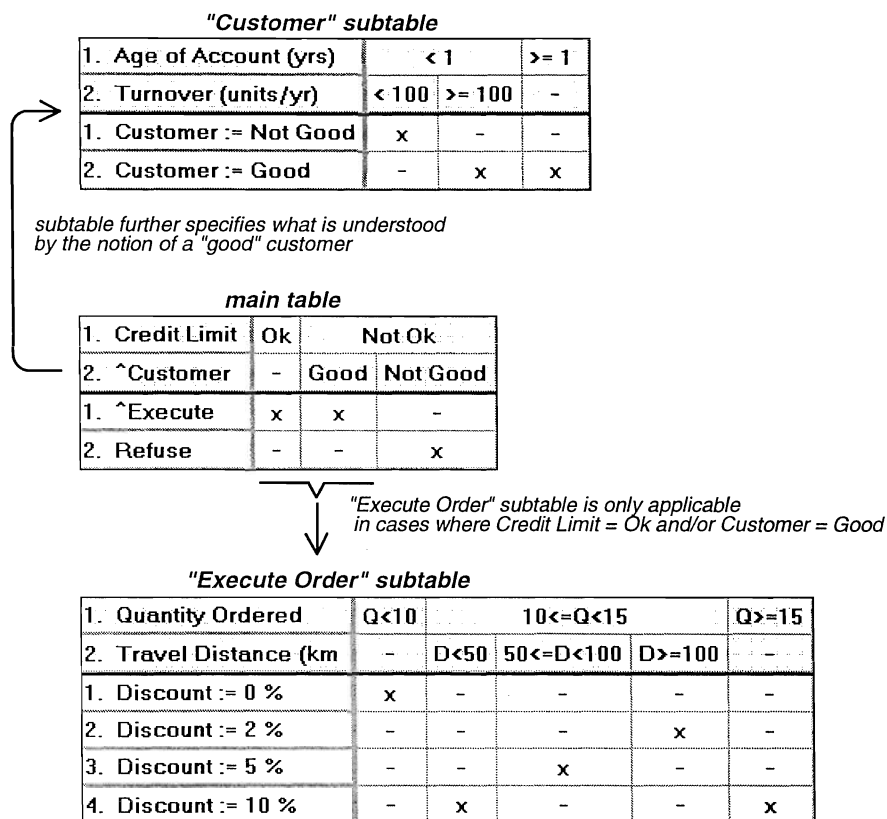 "Customer" subtable
1. Age of Account (yrs) < 1 >= 1
2. Turnover (units/yr) < 100 >= 100 -
1. Customer := Not Good x - -
2. Customer := Good - x x
subtable further specifies what is understood
by the notion of a "good" customer
main table
1. Credit Limit Ok Not Ok
2. ^Customer - Good Not Good
1. ^Execute x x -
2. Refuse - - x
"Execute Order" subtable is only applicable
in cases where Credit Limit = Ok and/or Customer = Good
"Execute Order" subtable
1. Quantity Ordered Q<10 10<=Q<15 Q>=15
2. Travel Distance (km - D<50 50<=D<100 D>=100 -
1. Discount := 0 % x - - - -
2. Discount := 2 % - - - x -
3. Discount := 5 % - - x - -
4. Discount := 10 % - x - - x